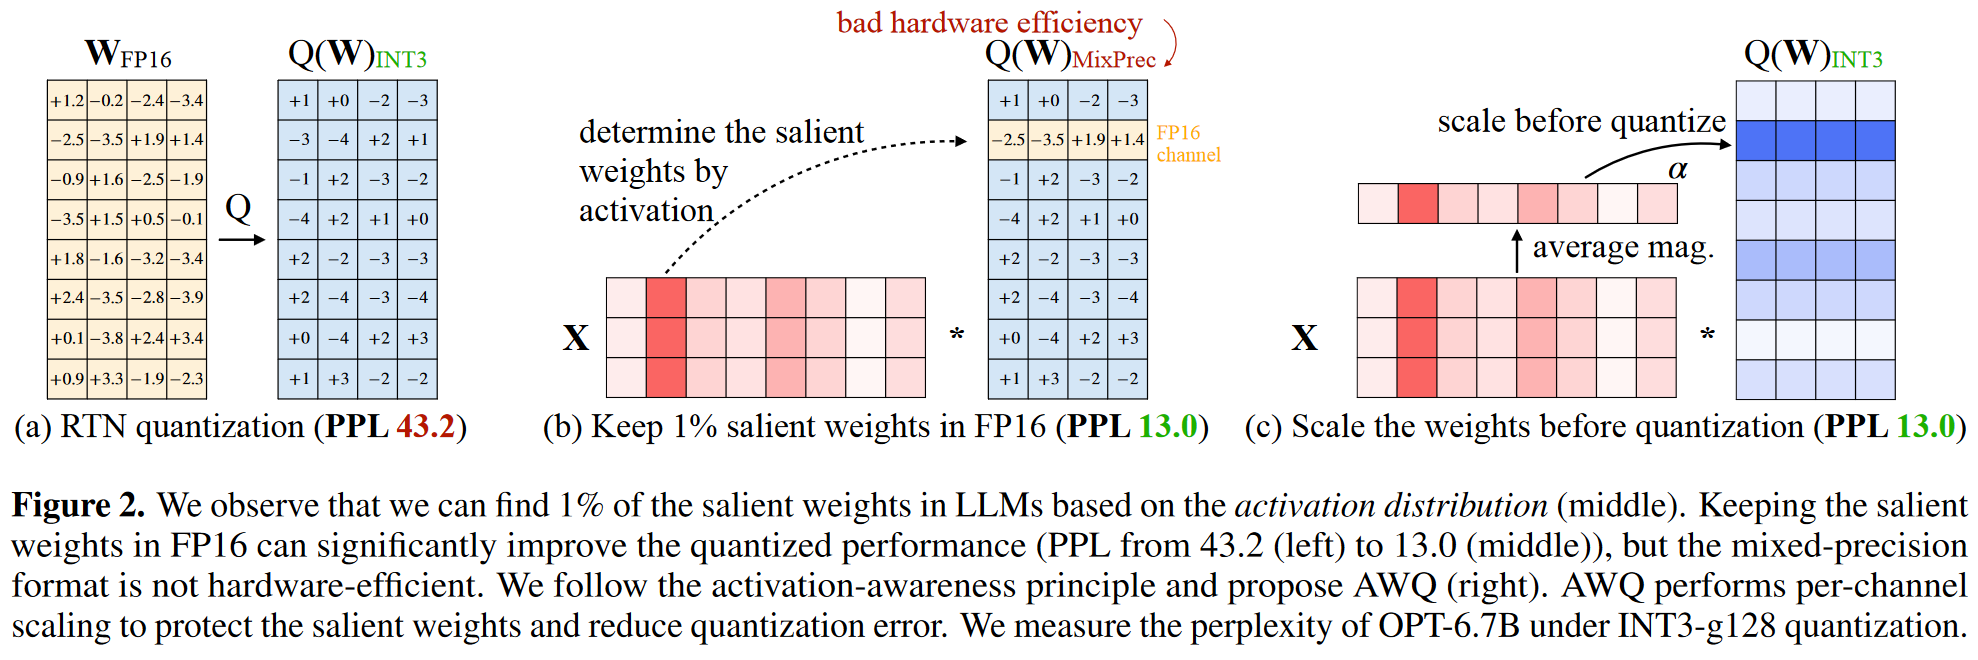 bad hardware efficiency
W FP16
Q(W) INT3
+1.2 −0.2 −2.4 −3.4
−2.5 −3.5 +1.9 +1.4
−0.9 +1.6 −2.5 −1.9
−3.5 +1.5 +0.5 −0.1
+1.8 −1.6 −3.2 −3.4
+2.4 −3.5 −2.8 −3.9
+0.1 −3.8 +2.4 +3.4
+0.9 +3.3 −1.9 −2.3
Q
+1 +0 −2 −3
−3 −4 +2 +1
−1 +2 −3 −2
−4 +2 +1 +0
+2 −2 −3 −3
+2 −4 −3 −4
+0 −4 +2 +3
+1 +3 −2 −2
(a) RTN quantization (PPL 43.2)
determine the salient
weights by
activation
X
*
Q(W) MixPrec
+1 +0 −2 −3
−2.5 −3.5 +1.9 +1.4
−1 +2 −3 −2
−4 +2 +1 +0
+2 −2 −3 −3
+2 −4 −3 −4
+0 −4 +2 +3
+1 +3 −2 −2
FP16
channel
(b) Keep 1% salient weights in FP16 (PPL 13.0)
Q(W) INT3
scale before quantize
α
average mag.
X
*
(c) Scale the weights before quantization (PPL 13.0)
Figure 2. We observe that we can find 1% of the salient weights in LLMs based on the activation distribution (middle). Keeping the salient
weights in FP16 can significantly improve the quantized performance (PPL from 43.2 (left) to 13.0 (middle)), but the mixed-precision
format is not hardware-efficient. We follow the activation-awareness principle and propose AWQ (right). AWQ performs per-channel
scaling to protect the salient weights and reduce quantization error. We measure the perplexity of OPT-6.7B under INT3-g128 quantization.